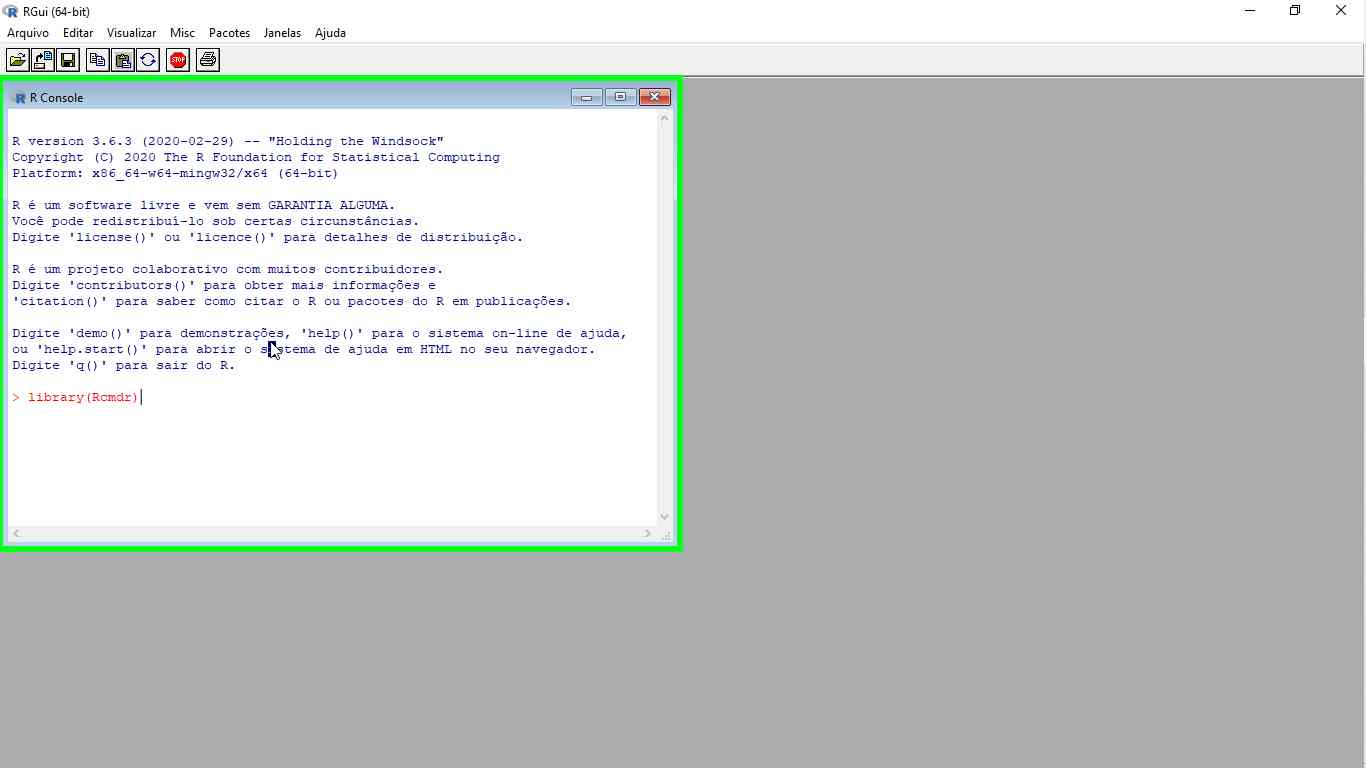 RGui (64-bit)
Arquivo Editar Visualizar Misc Pacotes Janelas Ajuda
STOP
R Console
R version 3.6.3 (2020-02-29) -- "Holding the Windsock"
Copyright (C) 2020 The R Foundation for Statistical Computing
Platform: x86_64-w64-mingw32/x64 (64-bit)
R é um software livre e vem sem GARANTIA ALGUMA.
Você pode redistribuí-lo sob certas circunstâncias.
Digite 'license()' ou 'licence()' para detalhes de distribuição.
R é um projeto colaborativo com muitos contribuidores.
Digite 'contributors()' para obter mais informações e
'citation()' para saber como citar o R ou pacotes do R em publicações.
Digite 'demo()' para demonstrações, 'help()' para o sistema on-line de ajuda,
ou 'help.start()' para abrir o sistema de ajuda em HTML no seu navegador.
Digite 'q()' para sair do R.
> library(Rcmdr)